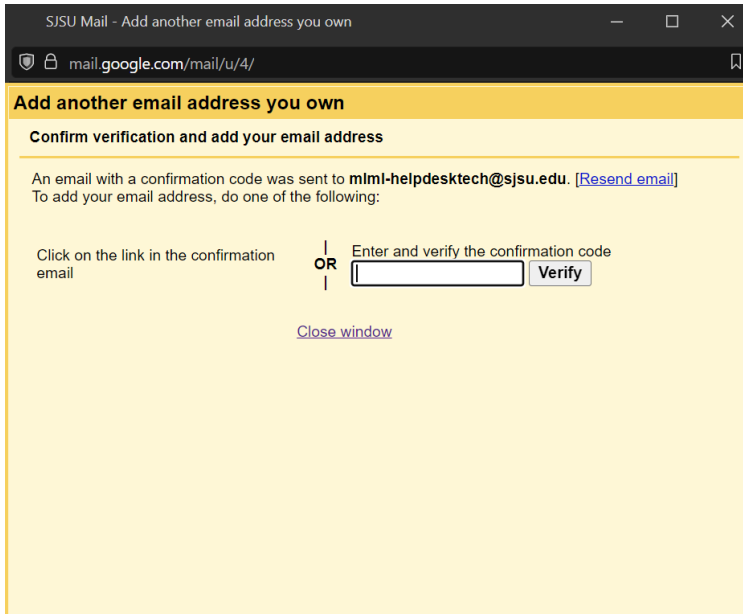 SJSU Mail - Add another email address you own
mail.google.com/mail/u/4/
Add another email address you own
Confirm verification and add your email address
An email with a confirmation code was sent to mlml-helpdesktech@sjsu.edu. [Resend email]
To add your email address, do one of the following:
Click on the link in the confirmation
email
|
OR
|
Enter and verify the confirmation code
Verify
Close window